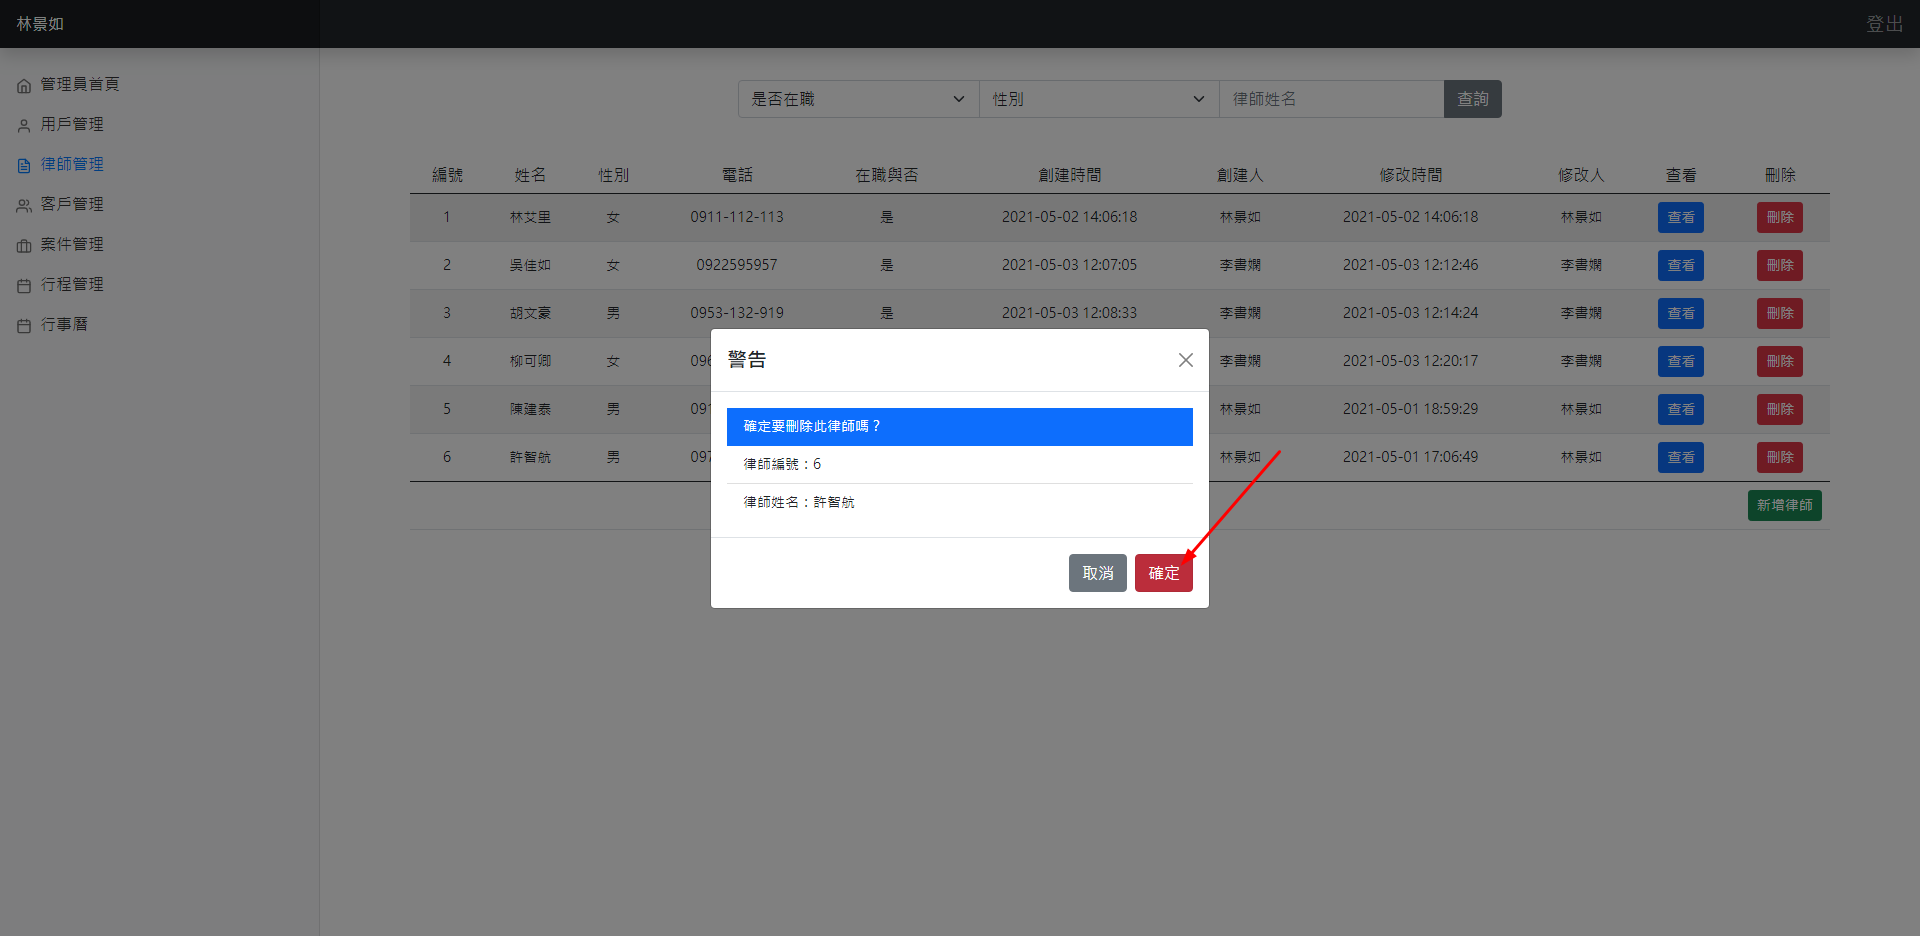 林景如
登出
管理員首頁
用戶管理
律師管理
客戶管理
案件管理
行程管理
行事曆
是否在職 性別 律師姓名 查詢
編號 姓名 性別 電話 在職與否 創建時間 創建人 修改時間 修改人 查看 刪除
1 林艾里 女 0911-112-113 是 2021-05-02 14:06:18 林景如 2021-05-02 14:06:18 林景如 查看 刪除
2 吳佳如 女 0922595957 是 2021-05-03 12:07:05 李書嫻 2021-05-03 12:12:46 李書嫻 查看 刪除
3 胡文豪 男 0953-132-919 是 2021-05-03 12:08:33 李書嫻 2021-05-03 12:14:24 李書嫻 查看 刪除
4 柳可卿 女 096 李書嫻 2021-05-03 12:20:17 李書嫻 查看 刪除
5 陳建泰 男 091 林景如 2021-05-01 18:59:29 林景如 查看 刪除
6 許智航 男 097 林景如 2021-05-01 17:06:49 林景如 查看 刪除
新增律師
警告
確定要刪除此律師嗎？
律師編號：6
律師姓名：許智航
取消 確定